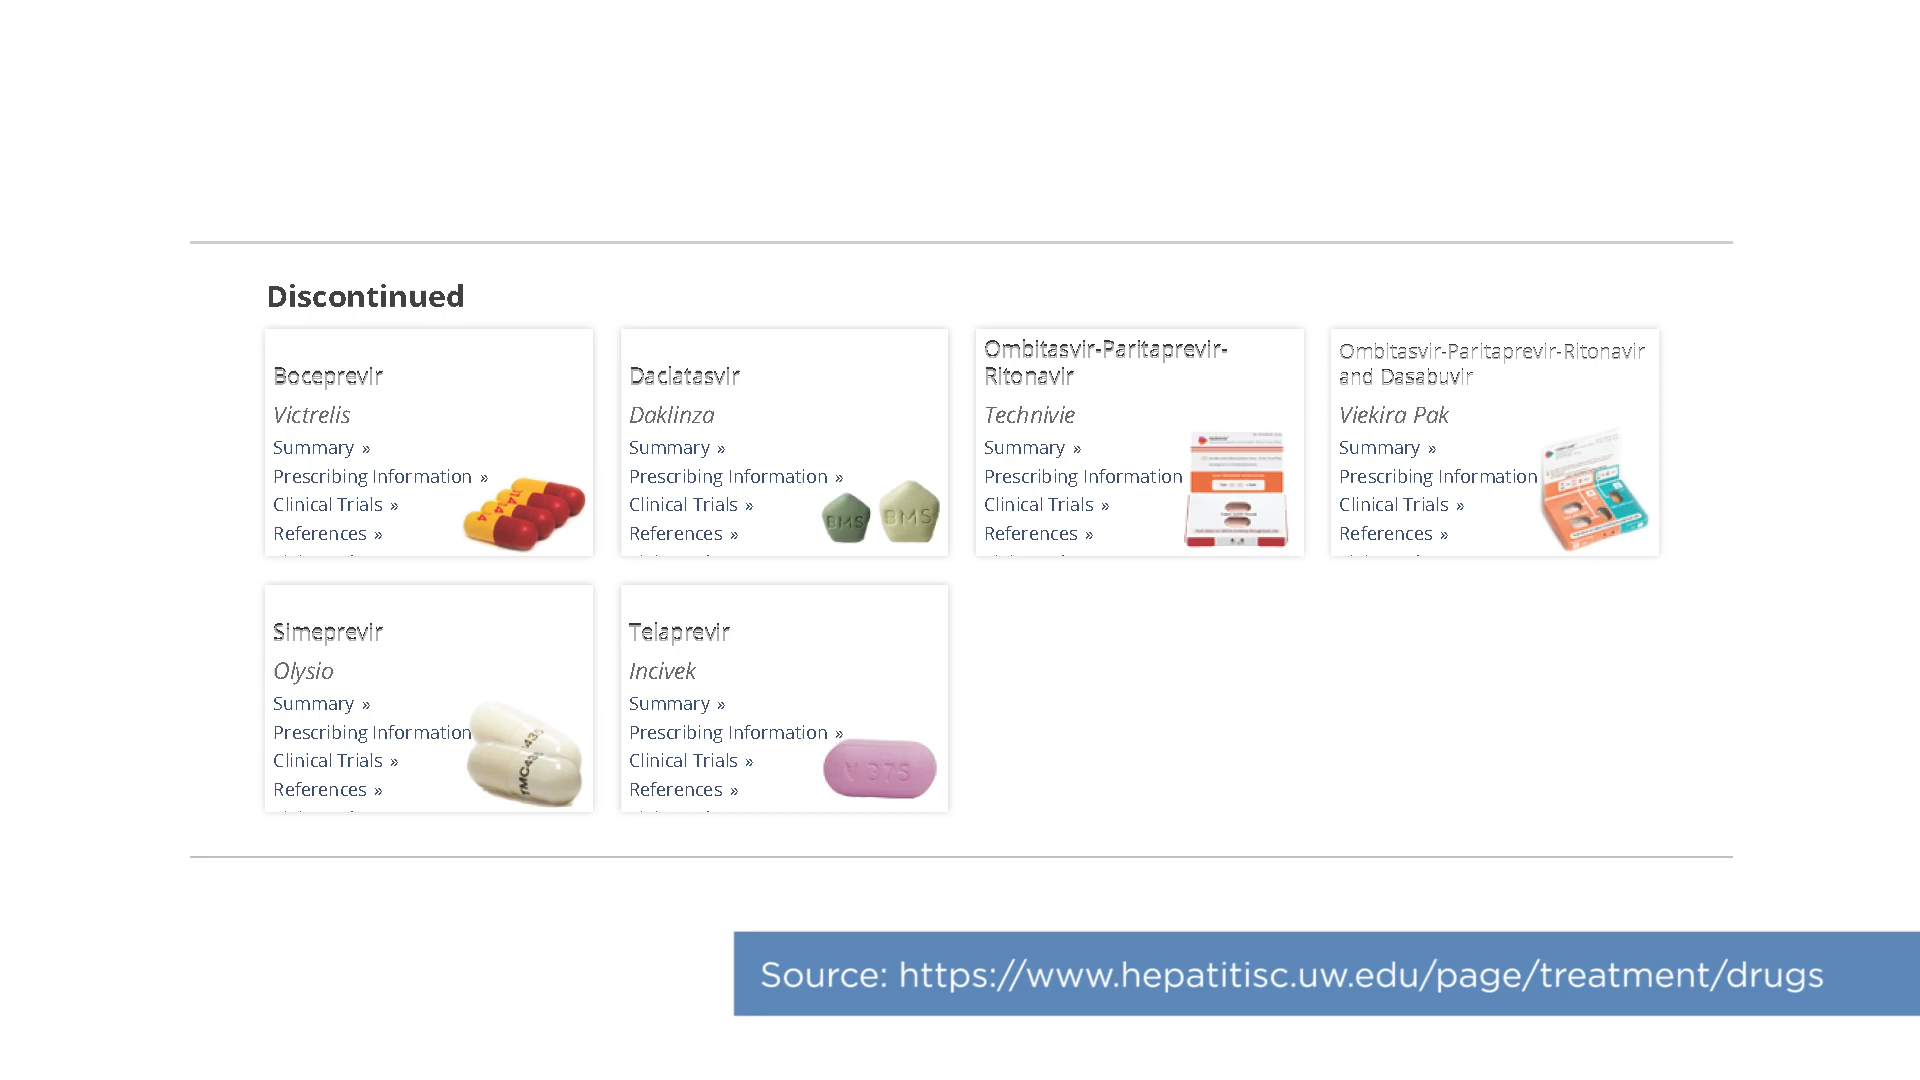 Discontinued
Boceprevir
Victrelis
Summary »
Prescribing Information »
Clinical Trials »
References »
Daclatasvir
Daklinza
Summary »
Prescribing Information »
Clinical Trials »
References »
BMS
BMS
Ombitasvir-Paritaprevir-
Ritonavir
Technivie
Summary »
Prescribing Information
Clinical Trials »
References »
Ombitasvir-Paritaprevir-Ritonavir
and Dasabuvir
Viekira Pak
Summary »
Prescribing Information
Clinical Trials »
References »
Simeprevir
Olysio
Summary »
Prescribing Information
Clinical Trials »
References »
Telaprevir
Incivek
Summary »
Prescribing Information »
Clinical Trials »
References »
V 375
Source: https://www.hepatitisc.uw.edu/page/treatment/drugs